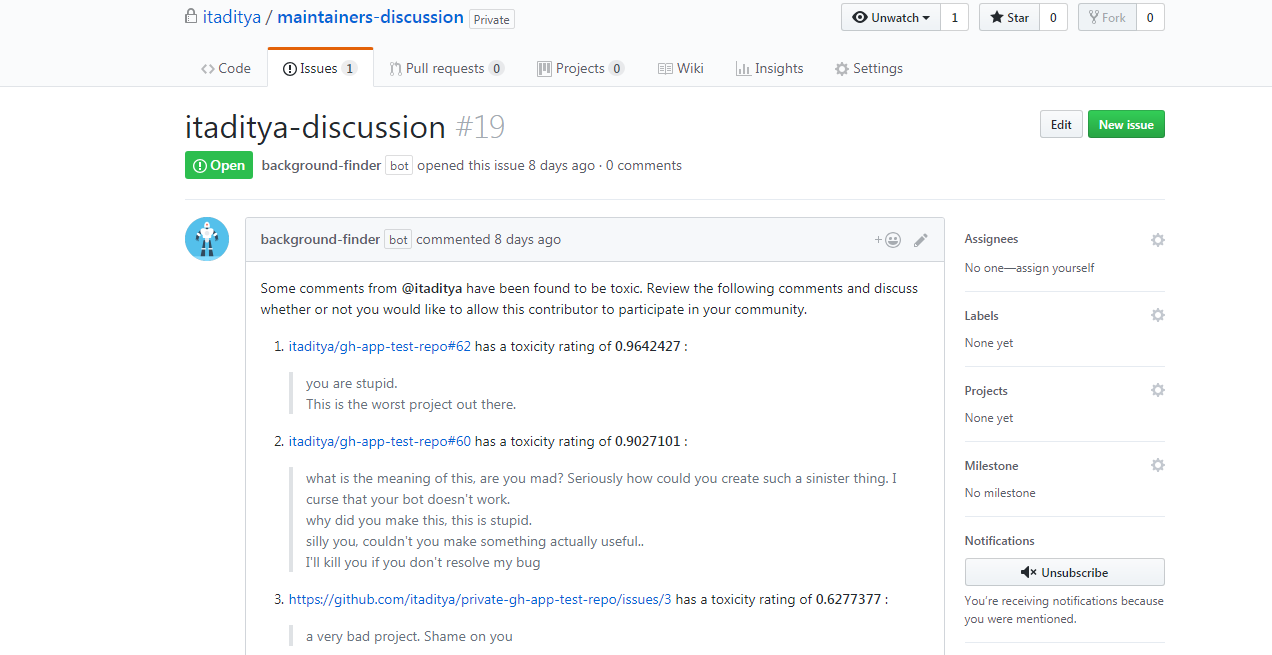 itaditya / maintainers-discussion Private
Unwatch 1 Star 0 Fork 0
Code Issues 1 Pull requests 0 Projects 0 Wiki Insights Settings
itaditya-discussion #19
Edit New issue
Open background-finder bot opened this issue 8 days ago · 0 comments
background-finder bot commented 8 days ago
Some comments from @itaditya have been found to be toxic. Review the following comments and discuss
whether or not you would like to allow this contributor to participate in your community.
1. itaditya/gh-app-test-repo#62 has a toxicity rating of 0.9642427 :
you are stupid.
This is the worst project out there.
2. itaditya/gh-app-test-repo#60 has a toxicity rating of 0.9027101 :
what is the meaning of this, are you mad? Seriously how could you create such a sinister thing. I
curse that your bot doesn't work.
why did you make this, this is stupid.
silly you, couldn't you make something actually useful..
I'll kill you if you don't resolve my bug
3. https://github.com/itaditya/private-gh-app-test-repo/issues/3 has a toxicity rating of 0.6277377 :
a very bad project. Shame on you
Assignees
No one—assign yourself
Labels
None yet
Projects
None yet
Milestone
No milestone
Notifications
Unsubscribe
You're receiving notifications because
you were mentioned.